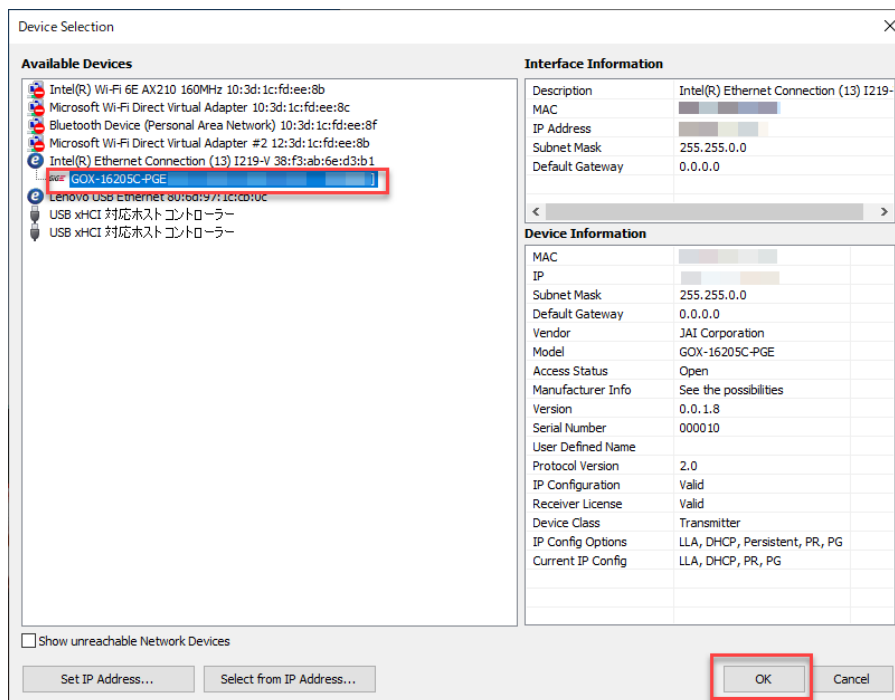 Device Selection
Available Devices
Intel(R) Wi-Fi 6E AX210 160MHz 10:3d:1c:fd:ee:8b
Microsoft Wi-Fi Direct Virtual Adapter 10:3d:1c:fd:ee:8c
Bluetooth Device (Personal Area Network) 10:3d:1c:fd:ee:8f
Microsoft Wi-Fi Direct Virtual Adapter #2 12:3d:1c:fd:ee:8b
Intel(R) Ethernet Connection (13) I219-V 38:f3:ab:6e:d3:b1
GOX-16205C-PGE ]
Lenovo USB Ethernet 80:6d:97:1c:cb:0c
USB xHCI 対応ホスト コントローラー
USB xHCI 対応ホスト コントローラー
Show unreachable Network Devices
Set IP Address...
Select from IP Address...
Interface Information
Description Intel(R) Ethernet Connection (13) I219-
MAC
IP Address
Subnet Mask 255.255.0.0
Default Gateway 0.0.0.0
Device Information
MAC
IP
Subnet Mask 255.255.0.0
Default Gateway 0.0.0.0
Vendor JAI Corporation
Model GOX-16205C-PGE
Access Status Open
Manufacturer Info See the possibilities
Version 0.0.1.8
Serial Number 000010
User Defined Name
Protocol Version 2.0
IP Configuration Valid
Receiver License Valid
Device Class Transmitter
IP Config Options LLA, DHCP, Persistent, PR, PG
Current IP Config LLA, DHCP, PR, PG
OK
Cancel